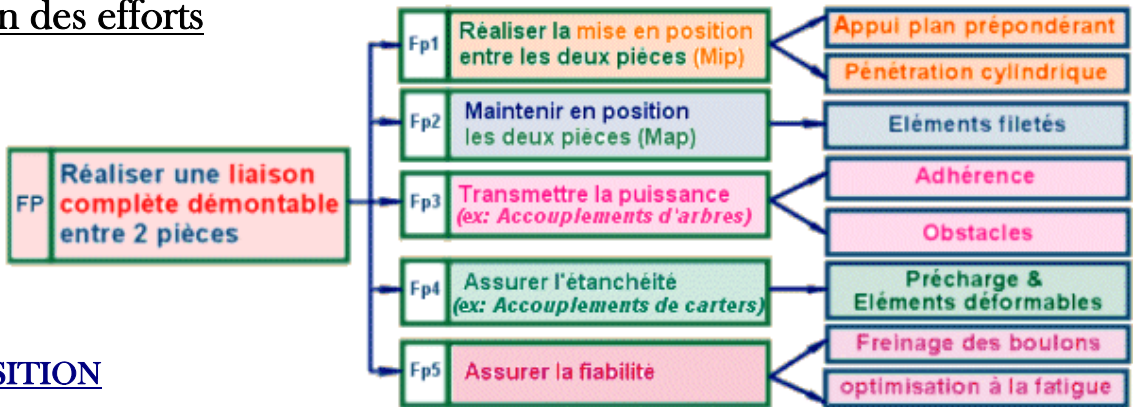 n des efforts
Fp1
Réaliser la mise en position
entre les deux pièces (Mip)
Appui plan prépondérant
Pénétration cylindrique
Fp2
Maintenir en position
les deux pièces (Map)
Eléments filetés
FP
Réaliser une liaison
complète démontable
entre 2 pièces
Fp3
Transmettre la puissance
(ex: Accouplements d'arbres)
Adhérence
Obstacles
Fp4
Assurer l'étanchéité
(ex: Accouplements de carters)
Précharge &
Eléments déformables
Fp5
Assurer la fiabilité
Freinage des boulons
optimisation à la fatigue
SITION